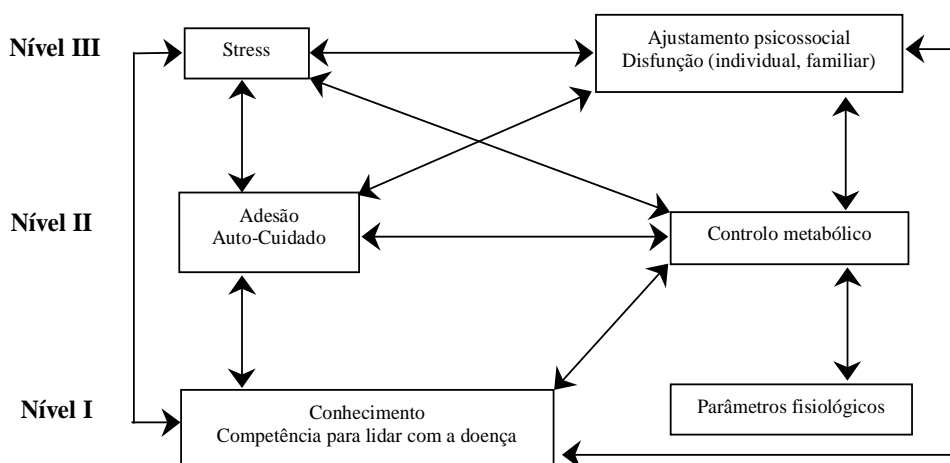 Nível III
Stress
Ajustamento psicossocial
Disfunção (individual, familiar)
Nível II
Adesão
Auto-Cuidado
Controlo metabólico
Nível I
Conhecimento
Competência para lidar com a doença
Parâmetros fisiológicos